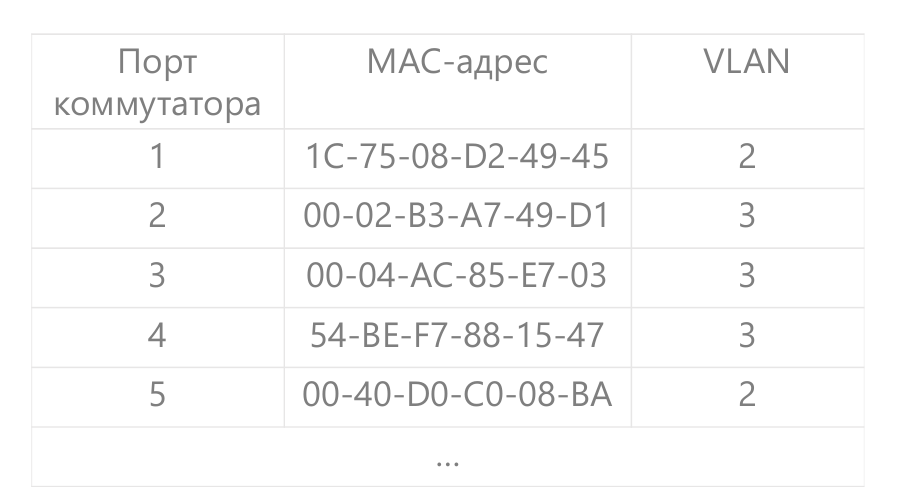 Порт коммутатора MAC-адрес VLAN
1 1C-75-08-D2-49-45 2
2 00-02-B3-A7-49-D1 3
3 00-04-AC-85-E7-03 3
4 54-BE-F7-88-15-47 3
5 00-40-D0-C0-08-BA 2
...